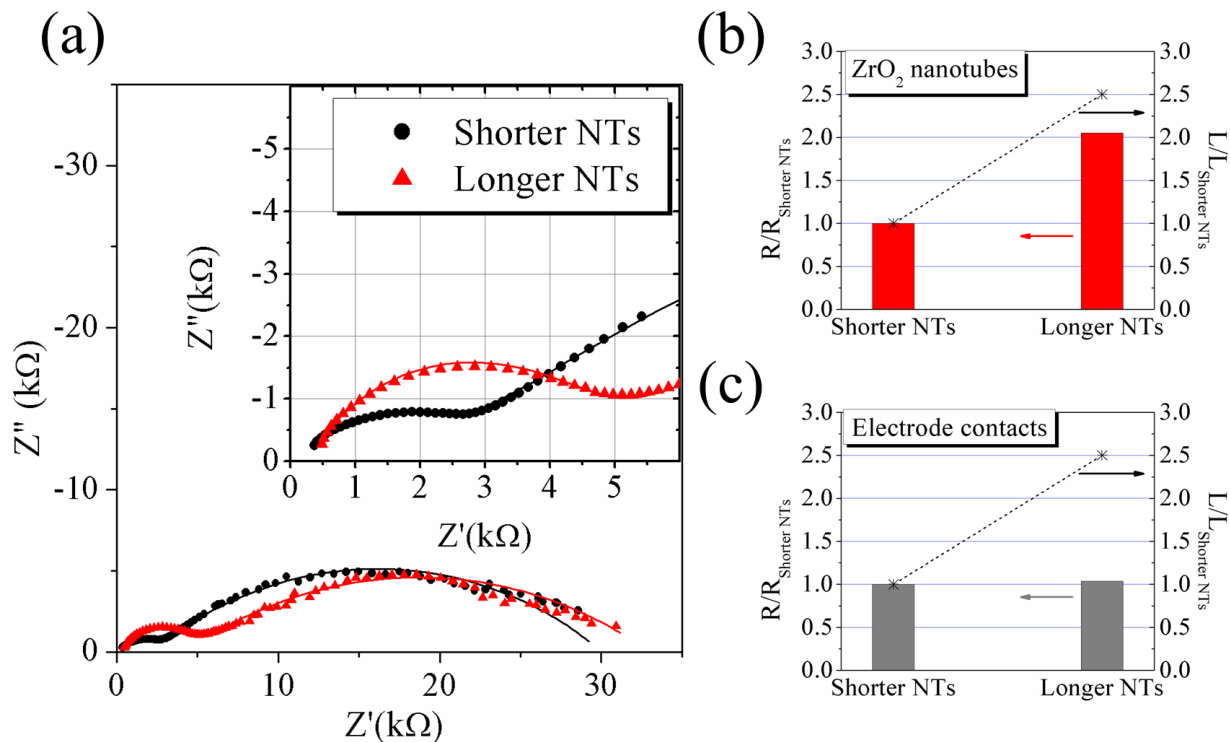 (a)
Shorter NTs
Longer NTs
-5
-4
-3
-2
-1
0
0 1 2 3 4 5
Z''(kΩ)
Z'(kΩ)
-30
-20
-10
0
0 10 20 30
Z'' (kΩ)
Z'(kΩ)
(b)
ZrO₂ nanotubes
3.0
2.5
2.0
1.5
1.0
0.5
0.0
R/R Shorter NTs
3.0
2.5
2.0
1.5
1.0
0.5
0.0
L/L Shorter NTs
Shorter NTs Longer NTs
(c)
Electrode contacts
3.0
2.5
2.0
1.5
1.0
0.5
0.0
R/R Shorter NTs
3.0
2.5
2.0
1.5
1.0
0.5
0.0
L/L Shorter NTs
Shorter NTs Longer NTs